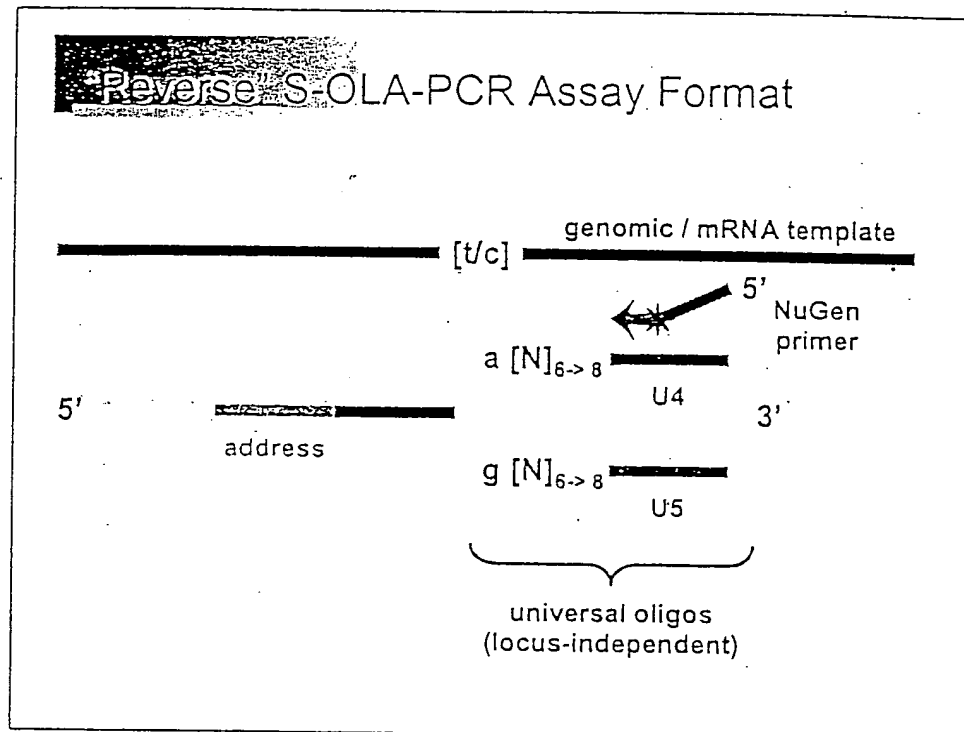 "Reverse" S-OLA-PCR Assay Format
genomic / mRNA template
[t/c]
5'
NuGen
primer
a [N]6-> 8
U4
5'
3'
address
g [N]6-> 8
U5
universal oligos
(locus-independent)